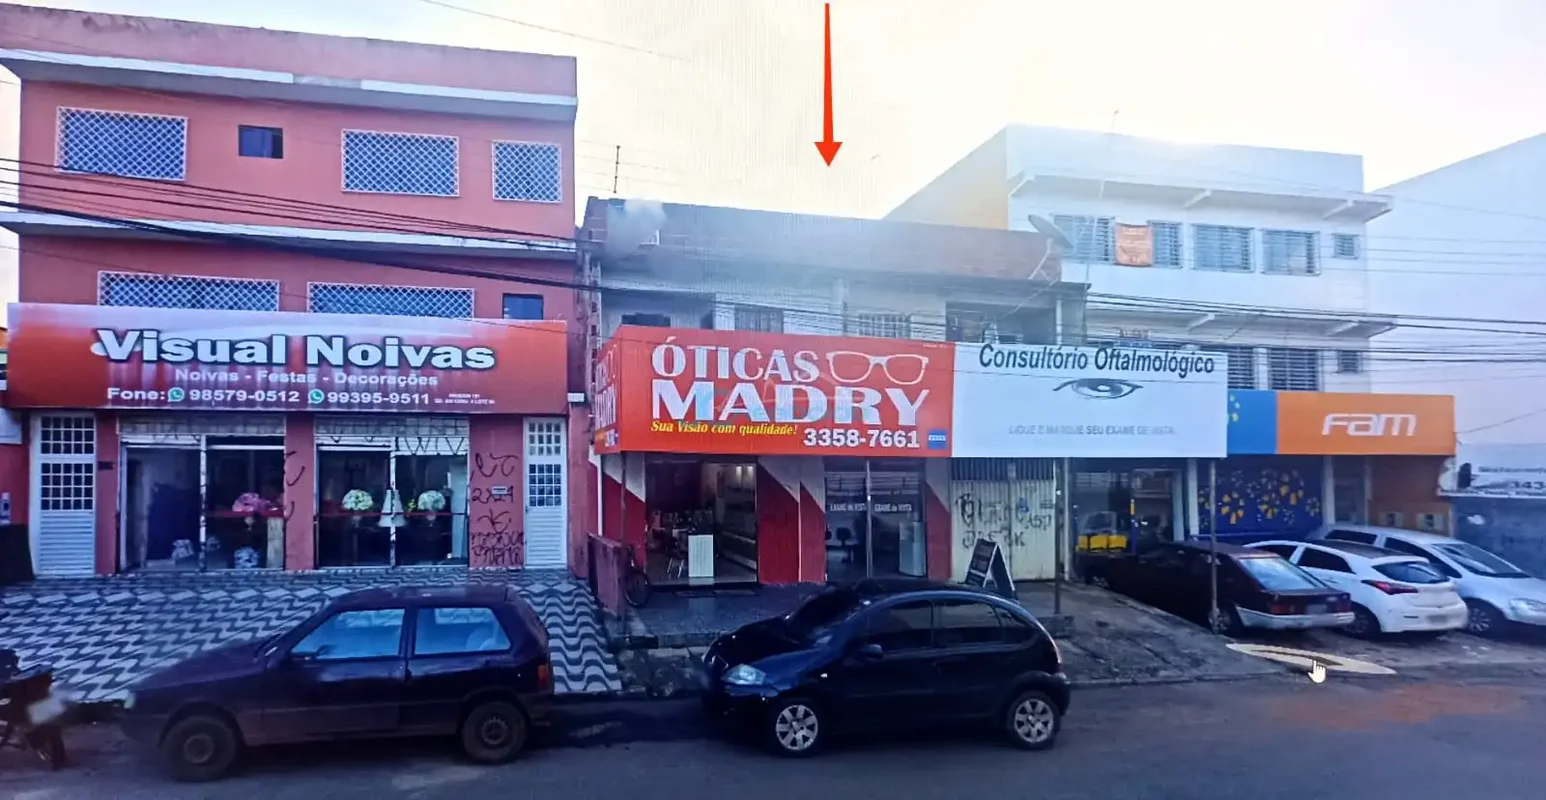 Visual Noivas
Noivas - Festas - Decorações
Fone: 98579-0512 99395-9511
ÓTICAS
MADRY
Sua Visão com qualidade!
3358-7661
Consultório Oftalmológico
LIGUE E MARQUE SEU EXAME DE VISTA
EXAME de VISTA
EXAME de VISTA
Fam